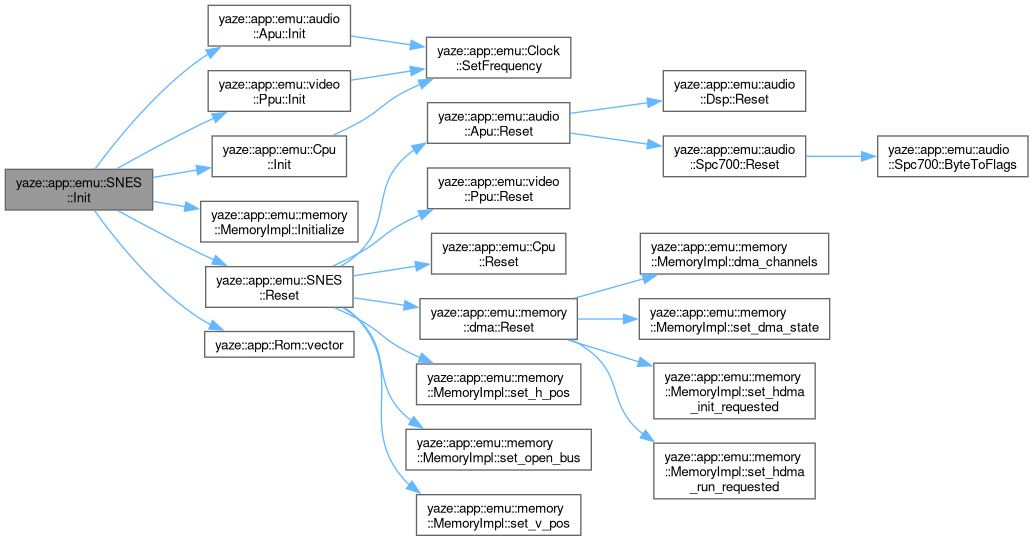 yaze::app::emu::SNES
::Init
yaze::app::emu::audio
::Apu::Init
yaze::app::emu::video
::Ppu::Init
yaze::app::emu::Cpu
::Init
yaze::app::emu::memory
::MemoryImpl::Initialize
yaze::app::emu::SNES
::Reset
yaze::app::Rom::vector
yaze::app::emu::Clock
::SetFrequency
yaze::app::emu::audio
::Apu::Reset
yaze::app::emu::video
::Ppu::Reset
yaze::app::emu::Cpu
::Reset
yaze::app::emu::memory
::dma::Reset
yaze::app::emu::memory
::MemoryImpl::set_h_pos
yaze::app::emu::memory
::MemoryImpl::set_open_bus
yaze::app::emu::memory
::MemoryImpl::set_v_pos
yaze::app::emu::audio
::Dsp::Reset
yaze::app::emu::audio
::Spc700::Reset
yaze::app::emu::memory
::MemoryImpl::dma_channels
yaze::app::emu::memory
::MemoryImpl::set_dma_state
yaze::app::emu::memory
::MemoryImpl::set_hdma
_init_requested
yaze::app::emu::memory
::MemoryImpl::set_hdma
_run_requested
yaze::app::emu::audio
::Spc700::ByteToFlags